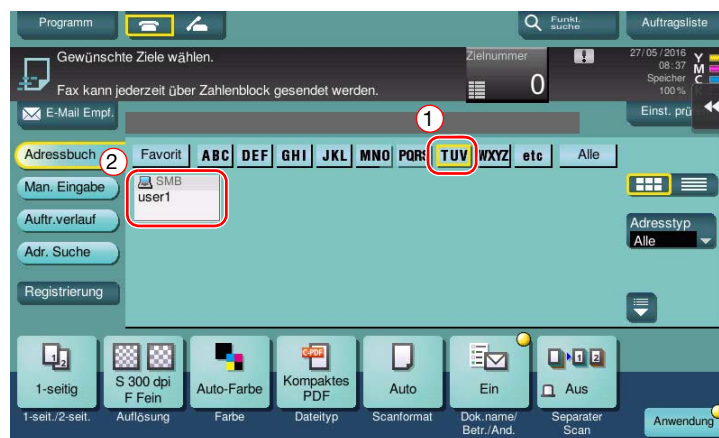 Programm
Funkt. suche
Auftragsliste
Gewünschte Ziele wählen.
Fax kann jederzeit über Zahlenblock gesendet werden.
Zielnummer
0
27/05/2016
08:37
Speicher
100 %
Y
M
C
E-Mail Empf.
Einst. prü
1
2
Adressbuch
Favorit ABC DEF GHI JKL MNO PQRS TUV WXYZ etc Alle
SMB
user1
Man. Eingabe
Auftr.verlauf
Adr. Suche
Registrierung
Adresstyp
Alle
1-seitig
S 300 dpi
F Fein
Auto-Farbe
C-PDF
Kompaktes
PDF
Auto
Ein
Aus
1-seit./2-seit.
Auflösung
Farbe
Dateityp
Scanformat
Dok.name/
Betr./And.
Separater
Scan
Anwendung